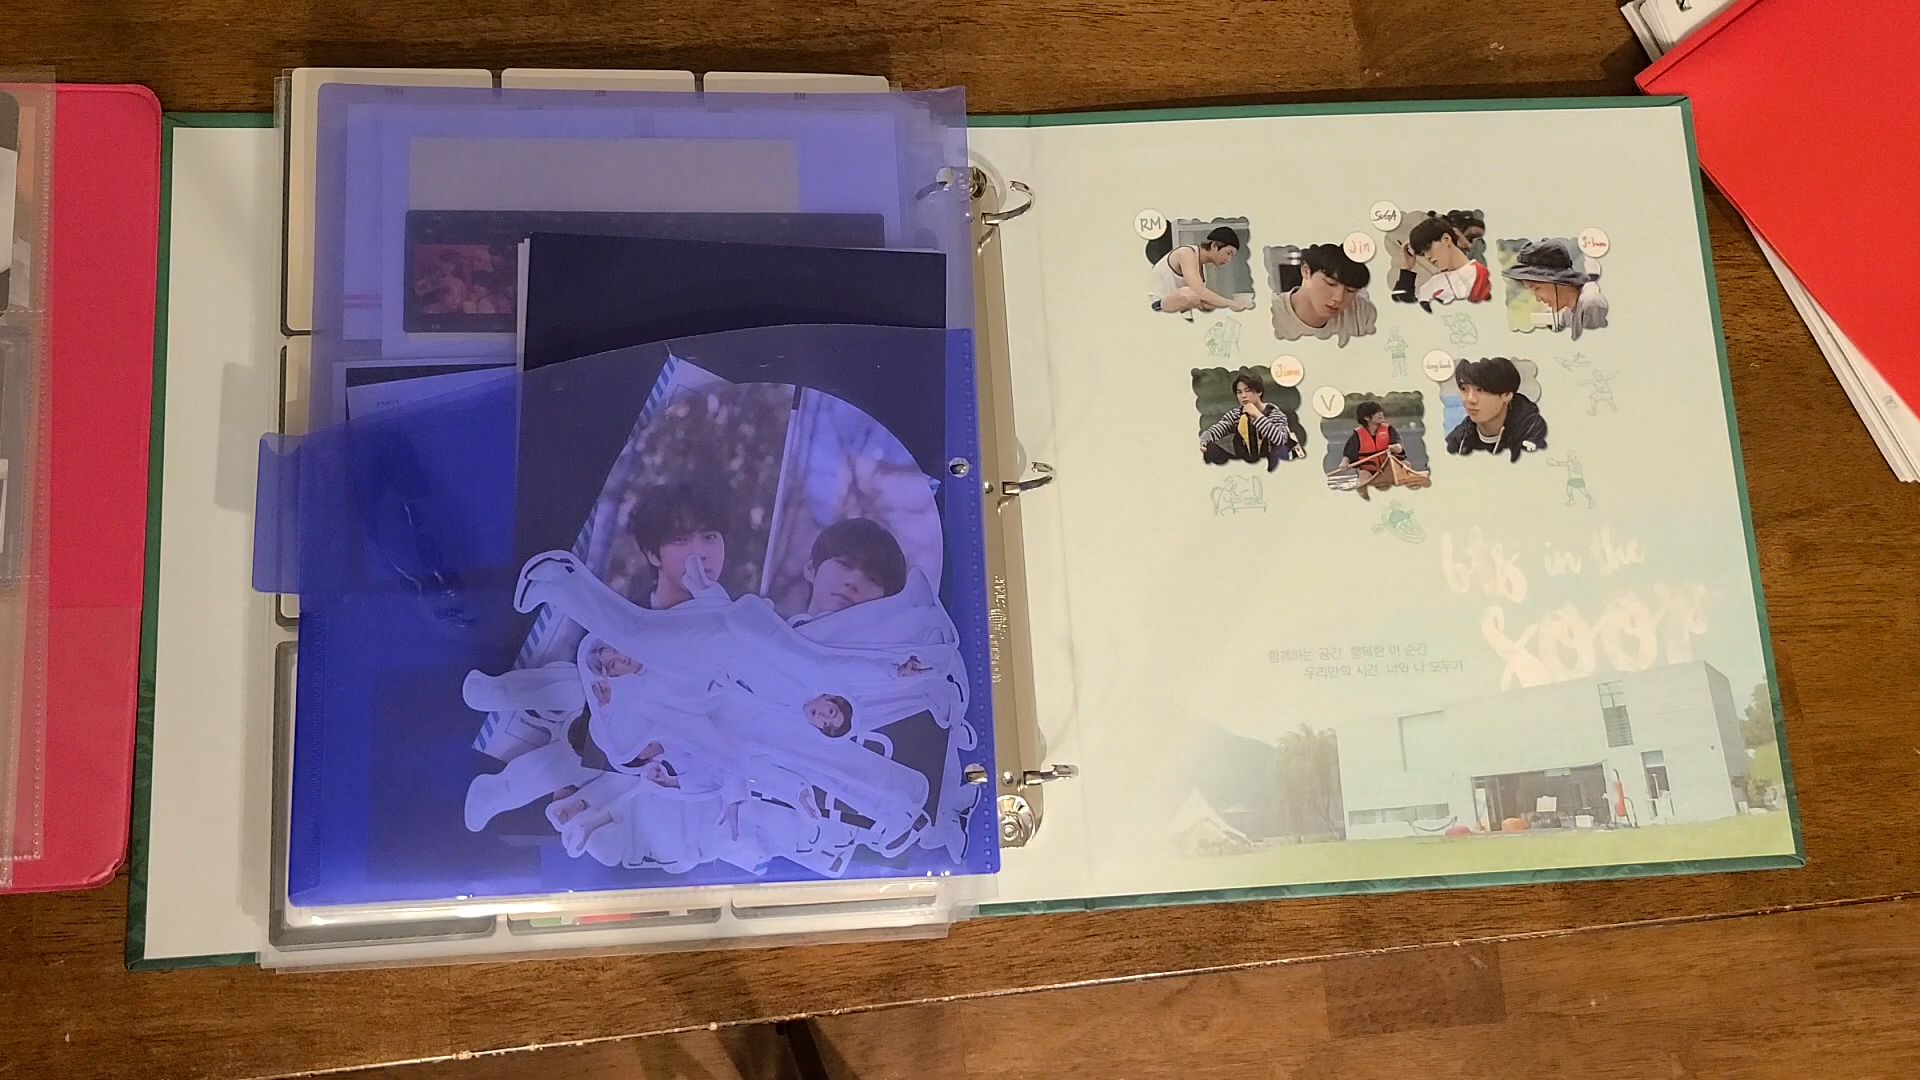 RM
Jin
SUGA
J-hope
Jimin
V
Jung kook
bts in the
SOOP
함께하는 공간 행복한 이 순간
우리만의 시간 너와 나 모두가